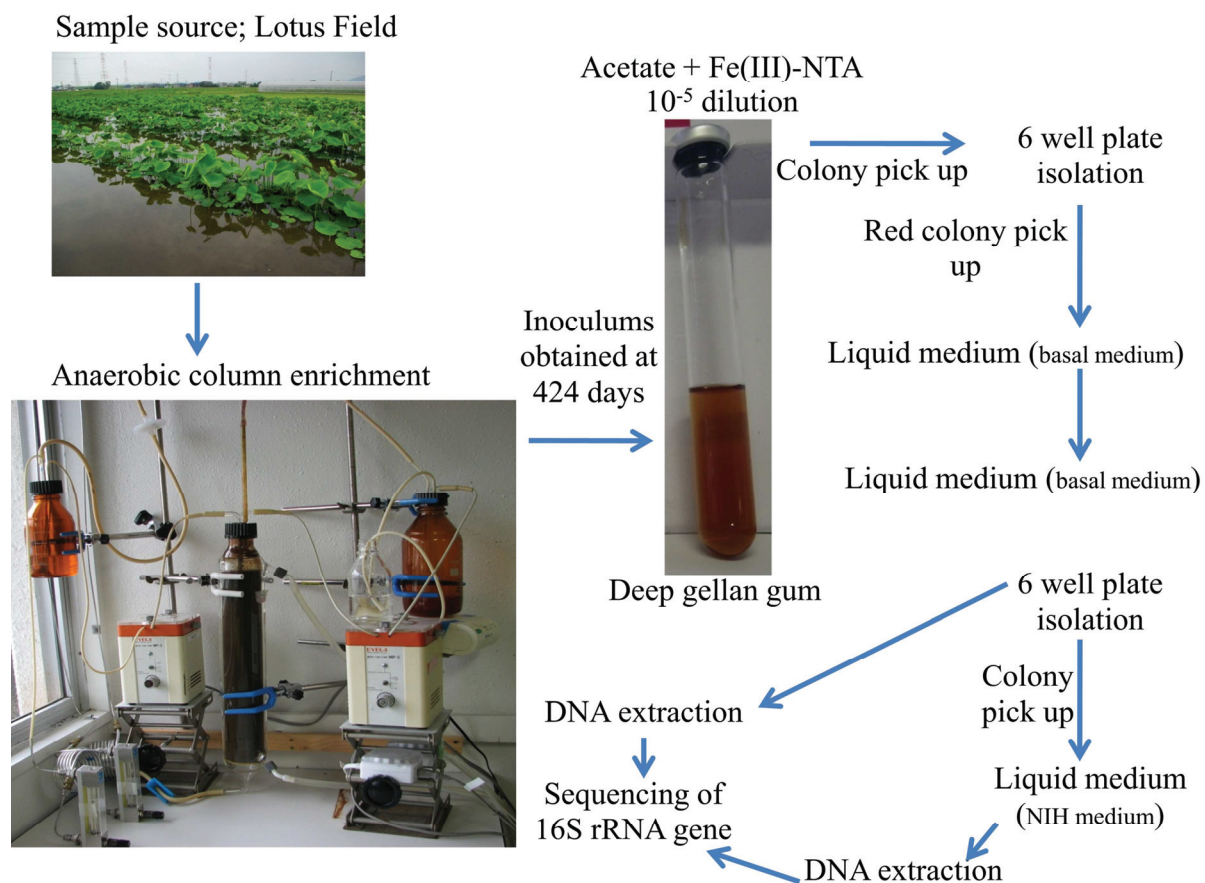 Sample source; Lotus Field
Anaerobic column enrichment
Inoculums
obtained at
424 days
Acetate + Fe(III)-NTA
10⁻⁵ dilution
Deep gellan gum
Colony pick up
6 well plate
isolation
Red colony pick
up
Liquid medium (basal medium)
Liquid medium (basal medium)
6 well plate
isolation
Colony
pick up
Liquid medium
(NIH medium)
DNA extraction
DNA extraction
Sequencing of
16S rRNA gene